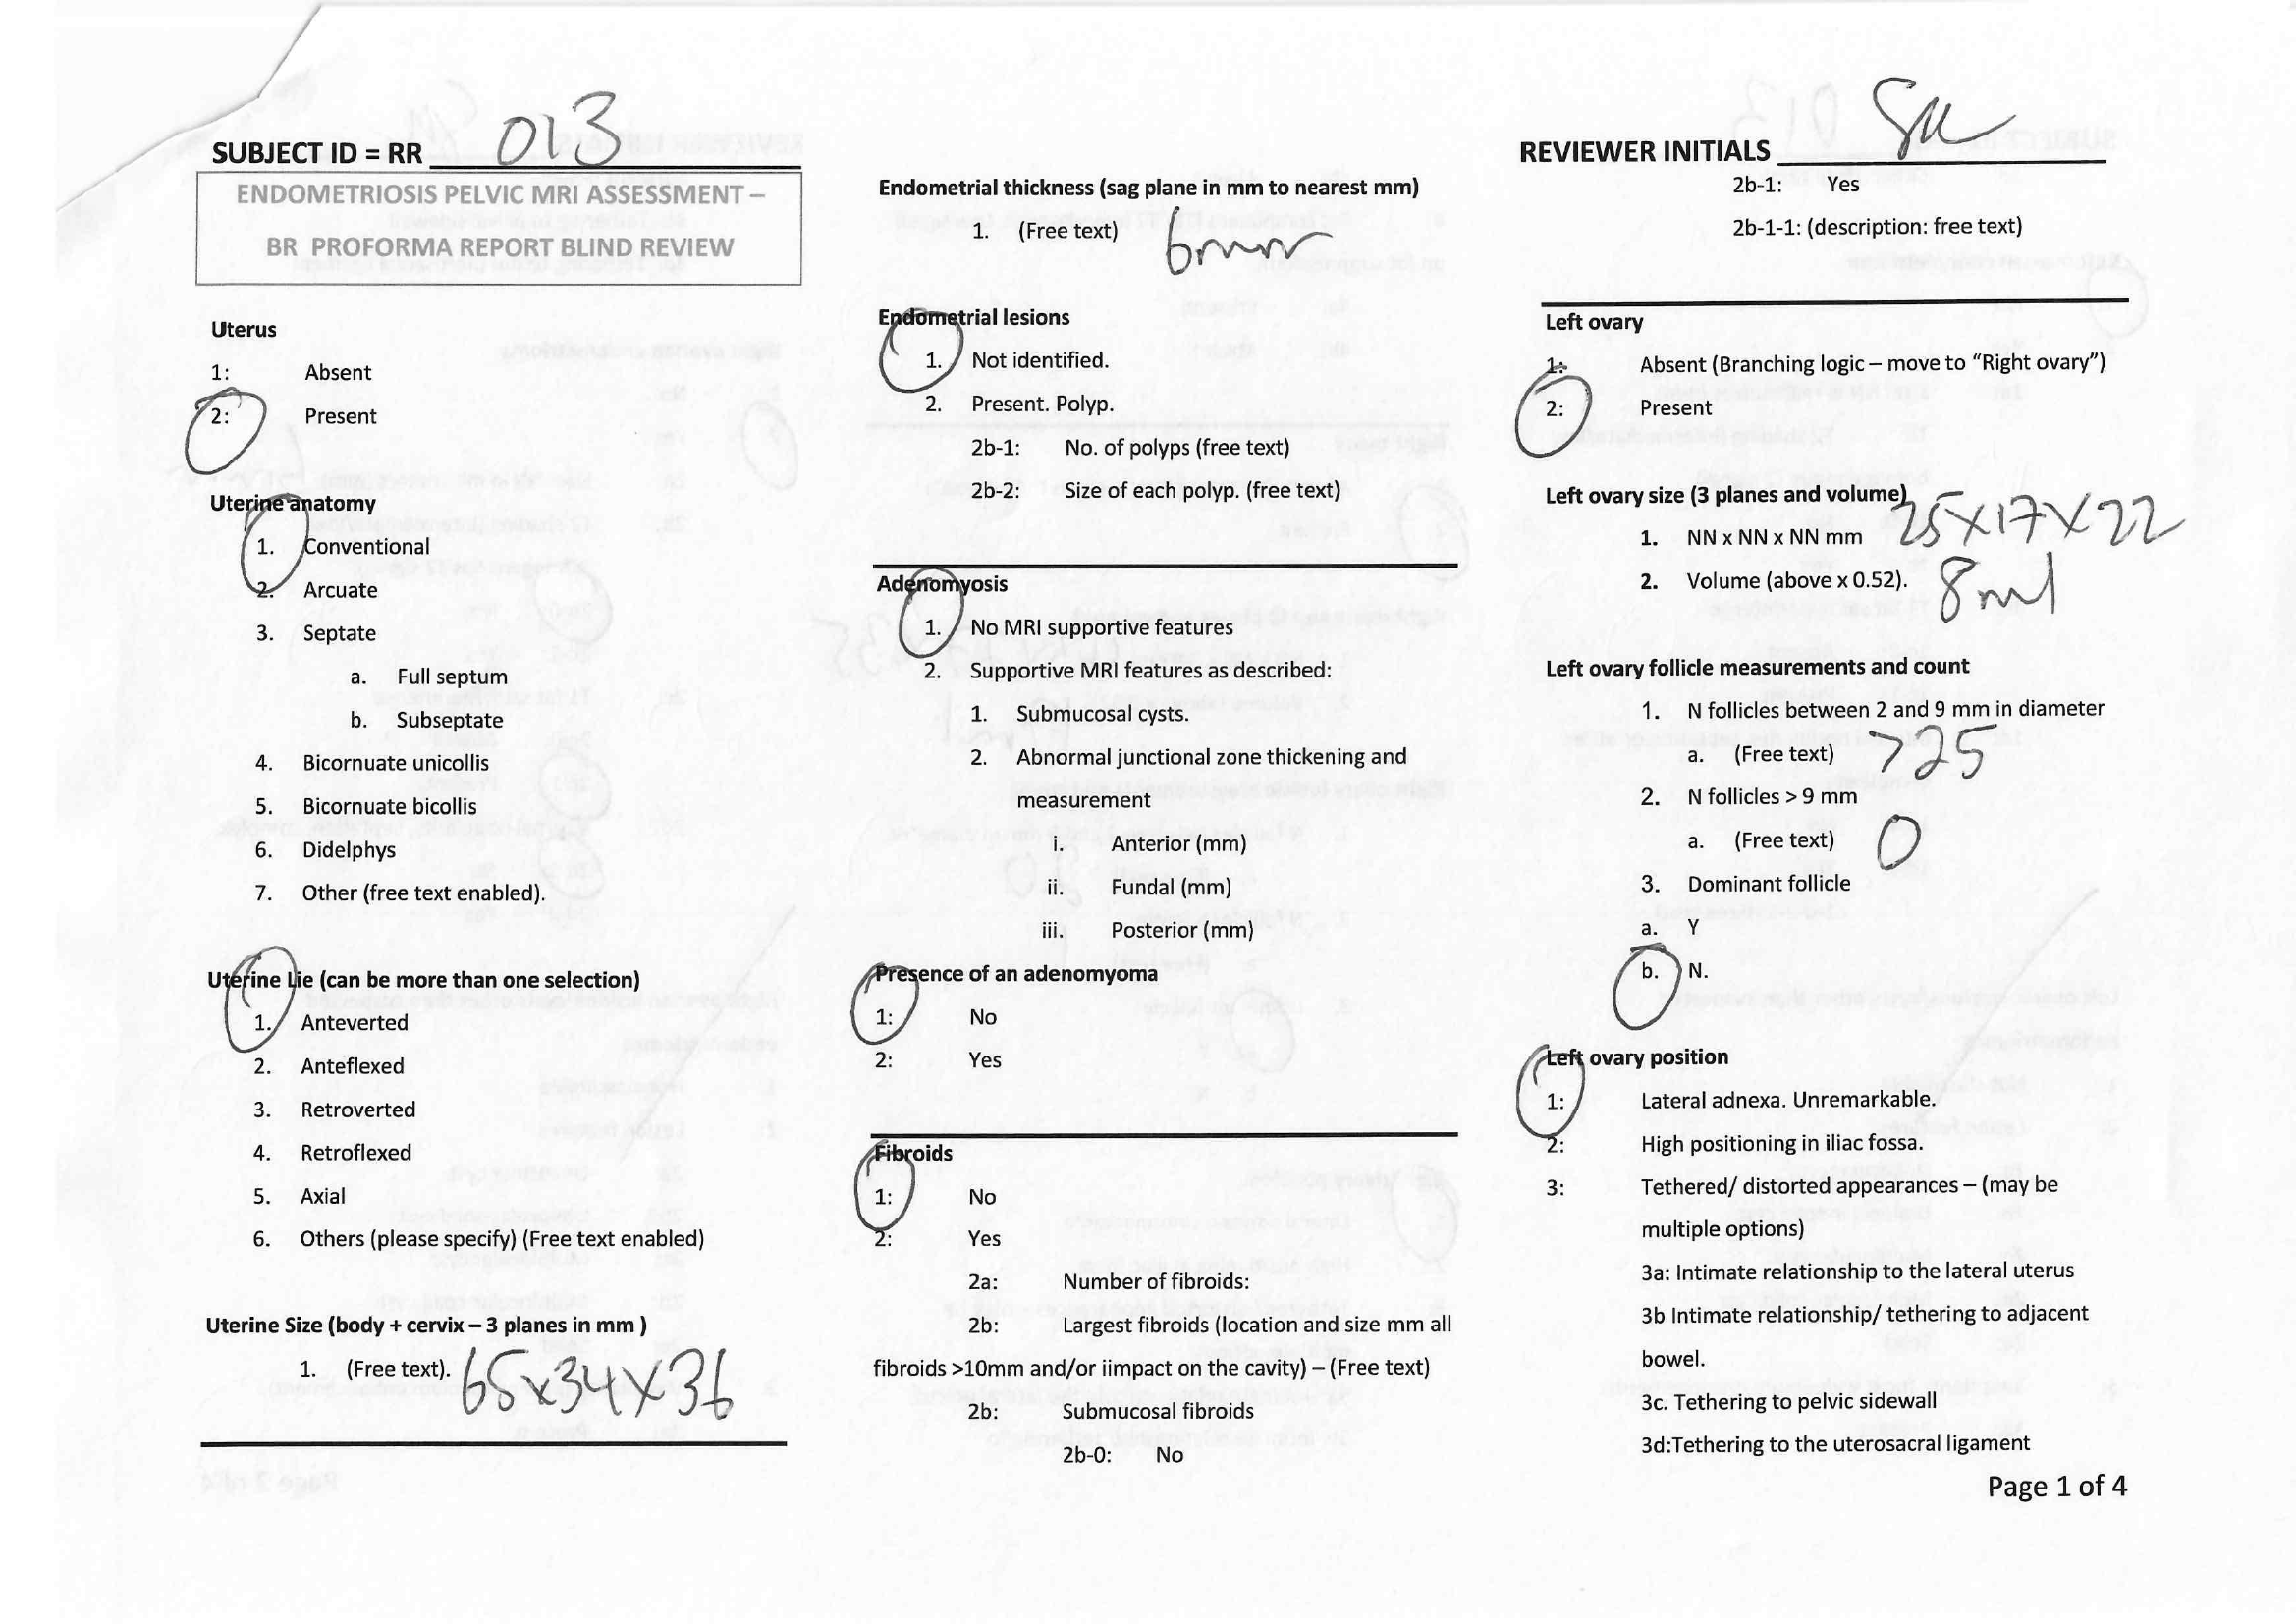 SUBJECT ID = RR 013
ENDOMETRIOSIS PELVIC MRI ASSESSMENT –
BR PROFORMA REPORT BLIND REVIEW
Uterus
1: Absent
2: Present
Uterine anatomy
1. Conventional
2. Arcuate
3. Septate
a. Full septum
b. Subseptate
4. Bicornuate unicollis
5. Bicornuate bicollis
6. Didelphys
7. Other (free text enabled).
Uterine Lie (can be more than one selection)
1. Anteverted
2. Anteflexed
3. Retroverted
4. Retroflexed
5. Axial
6. Others (please specify) (Free text enabled)
Uterine Size (body + cervix – 3 planes in mm )
1. (Free text). 65x34x36
Endometrial thickness (sag plane in mm to nearest mm)
1. (Free text) 6mm
Endometrial lesions
1. Not identified.
2. Present. Polyp.
2b-1: No. of polyps (free text)
2b-2: Size of each polyp. (free text)
Adenomyosis
1. No MRI supportive features
2. Supportive MRI features as described:
1. Submucosal cysts.
2. Abnormal junctional zone thickening and
measurement
i. Anterior (mm)
ii. Fundal (mm)
iii. Posterior (mm)
Presence of an adenomyoma
1: No
2: Yes
Fibroids
1: No
2: Yes
2a: Number of fibroids:
2b: Largest fibroids (location and size mm all
fibroids >10mm and/or iimpact on the cavity) – (Free text)
2b: Submucosal fibroids
2b-0: No
REVIEWER INITIALS
2b-1: Yes
2b-1-1: (description: free text)
Left ovary
1: Absent (Branching logic – move to “Right ovary”)
2: Present
Left ovary size (3 planes and volume)
1. NN x NN x NN mm 25X17X22
2. Volume (above x 0.52). 8ml
Left ovary follicle measurements and count
1. N follicles between 2 and 9 mm in diameter
a. (Free text) >25
2. N follicles > 9 mm
a. (Free text) 0
3. Dominant follicle
a. Y
b. N.
Left ovary position
1: Lateral adnexa. Unremarkable.
2: High positioning in iliac fossa.
3: Tethered/ distorted appearances – (may be
multiple options)
3a: Intimate relationship to the lateral uterus
3b Intimate relationship/ tethering to adjacent
bowel.
3c. Tethering to pelvic sidewall
3d:Tethering to the uterosacral ligament
Page 1 of 4